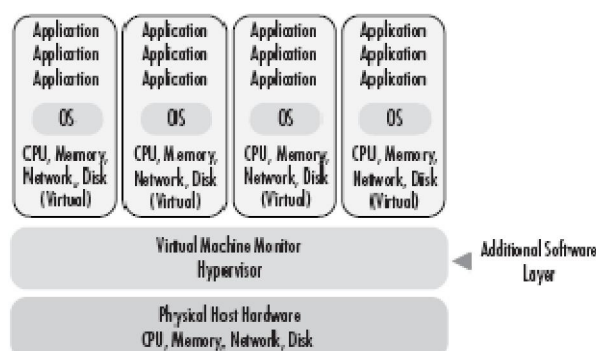 Application
Application
Application
OS
CPU, Memory,
Network, Disk
(Virtual)
Application
Application
Application
OS
CPU, Memory,
Network, Disk
(Virtual)
Application
Application
Application
OS
CPU, Memory,
Network, Disk
(Virtual)
Application
Application
Application
OS
CPU, Memory,
Network, Disk
(Virtual)
Virtual Machine Monitor
Hypervisor
Additional Software
Layer
Physical Host Hardware
CPU, Memory, Network, Disk